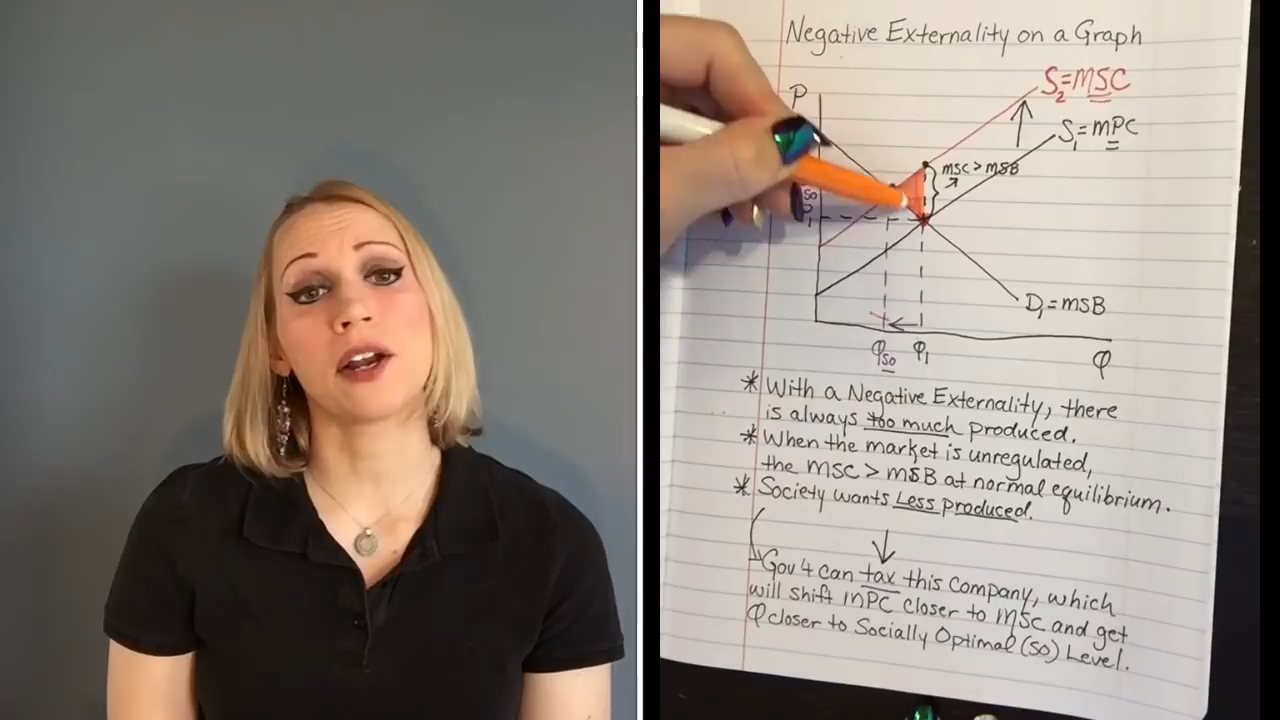 Negative Externality on a Graph
P
S₂=MSC
S₁=MPC
MSC>MSB
SO
D₁=MSB
Q
Qso Q₁
* With a Negative Externality, there
is always too much produced.
* When the market is unregulated,
the MSC > MSB at normal equilibrium.
* Society wants Less produced.
Gov't can tax this Company, which
will shift MPC closer to MSC and get
Q closer to Socially Optimal (SO) Level.